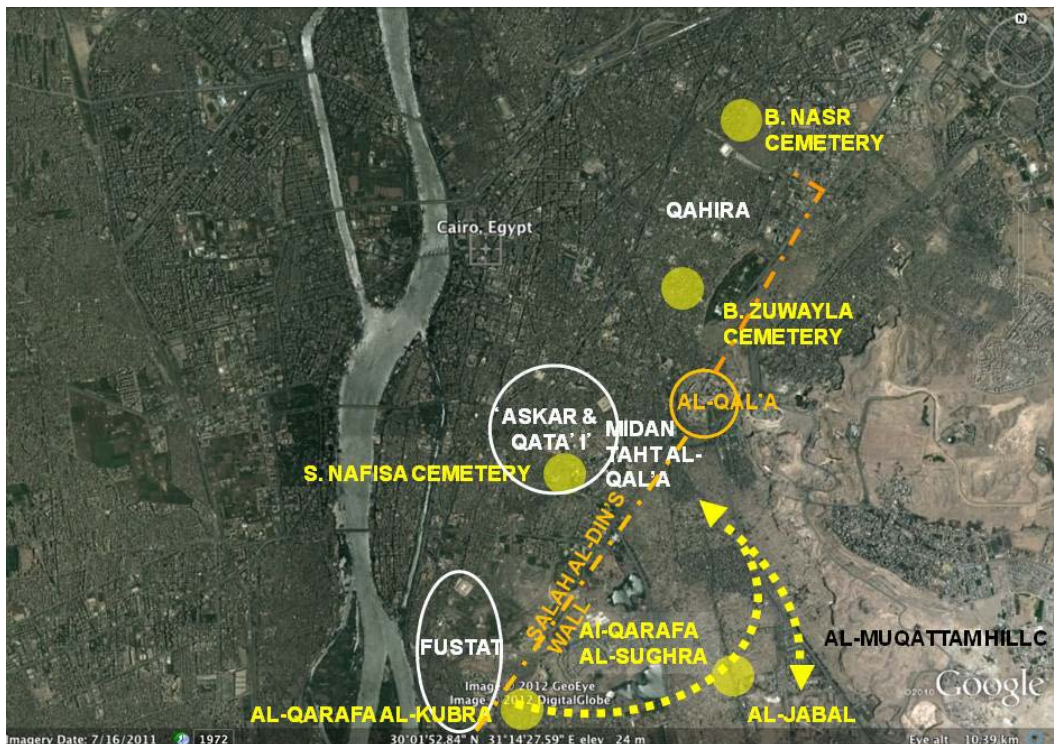 N
B. NASR
CEMETERY
QAHIRA
Cairo, Egypt
B. ZUWAYLA
CEMETERY
AL-QAL'A
'ASKAR &
QATA'I'
MIDAN
TAHT AL-
QAL'A
S. NAFISA CEMETERY
SALAH AL-DIN'S
WALL
Al-QARAFA
AL-SUGHRA
AL-MUQATTAM HILLC
FUSTAT
Image © 2012 GeoEye
Image © 2012 DigitalGlobe
©2010 Google
AL-QARAFA AL-KUBRA
AL-JABAL
Imagery Date: 7/16/2011 1972 30°01'52.84" N 31°14'27.59" E elev 24 m Eye alt 10.39 km